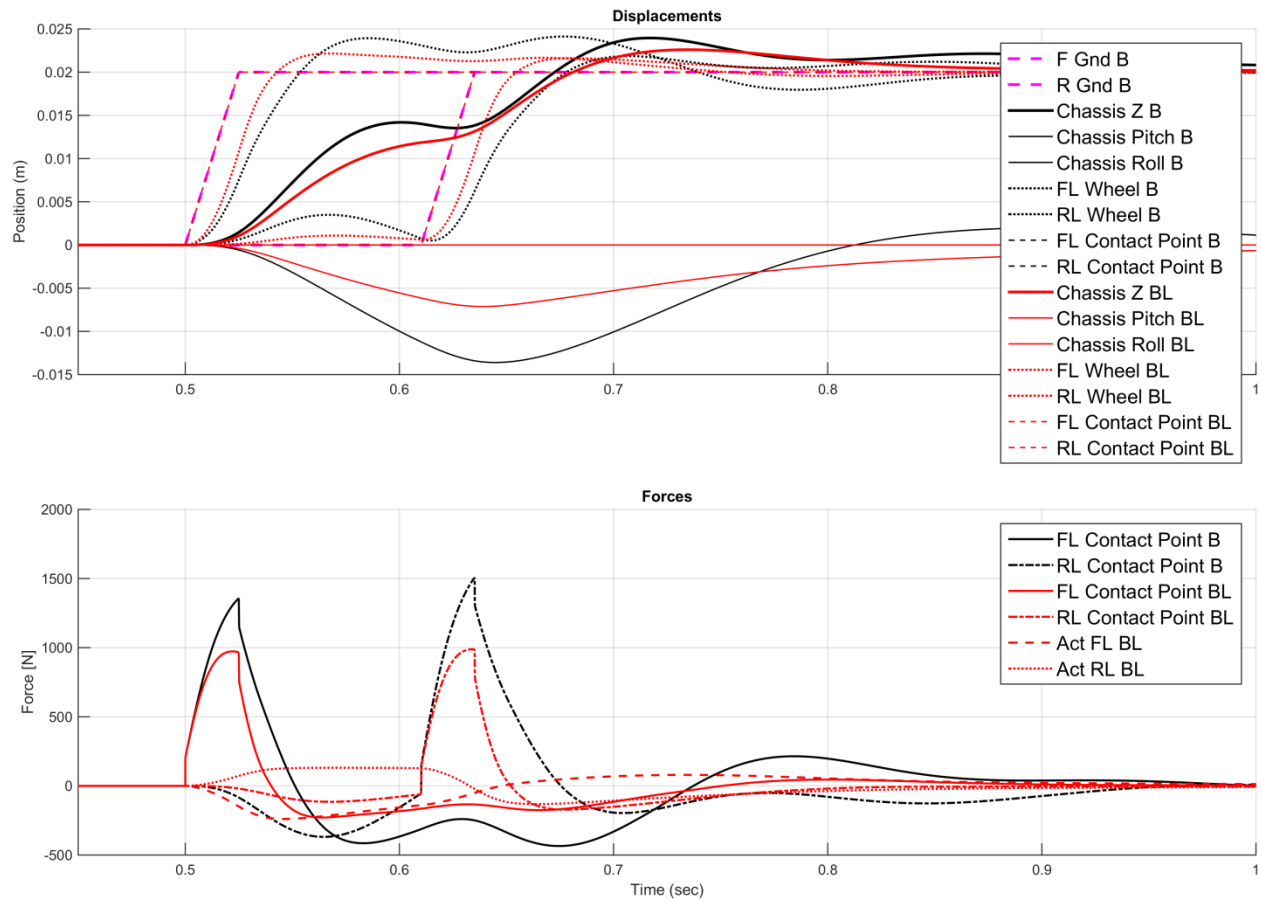 Displacements
0.025
0.02
0.015
0.01
0.005
0
-0.005
-0.01
-0.015
Position (m)
0.5
0.6
0.7
0.8
1
F Gnd B
R Gnd B
Chassis Z B
Chassis Pitch B
Chassis Roll B
FL Wheel B
RL Wheel B
FL Contact Point B
RL Contact Point B
Chassis Z BL
Chassis Pitch BL
Chassis Roll BL
FL Wheel BL
RL Wheel BL
FL Contact Point BL
RL Contact Point BL
Forces
2000
1500
1000
500
0
-500
Force [N]
FL Contact Point B
RL Contact Point B
FL Contact Point BL
RL Contact Point BL
Act FL BL
Act RL BL
0.5
0.6
0.7
0.8
0.9
1
Time (sec)